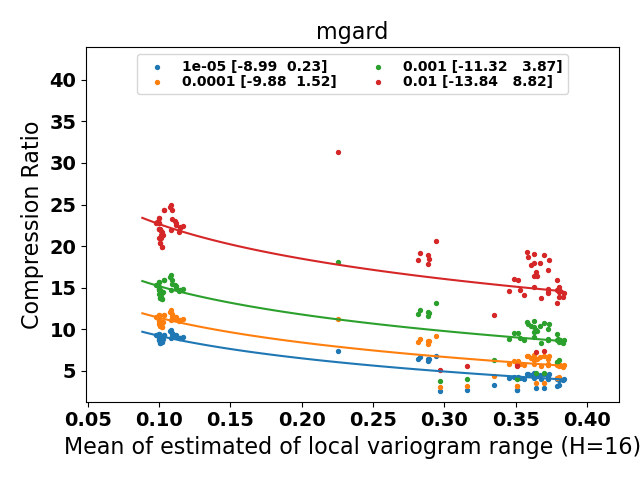 mgard
1e-05 [-8.99  0.23]
0.0001 [-9.88  1.52]
0.001 [-11.32   3.87]
0.01 [-13.84   8.82]
Compression Ratio
40
35
30
25
20
15
10
5
0.05 0.10 0.15 0.20 0.25 0.30 0.35 0.40
Mean of estimated of local variogram range (H=16)